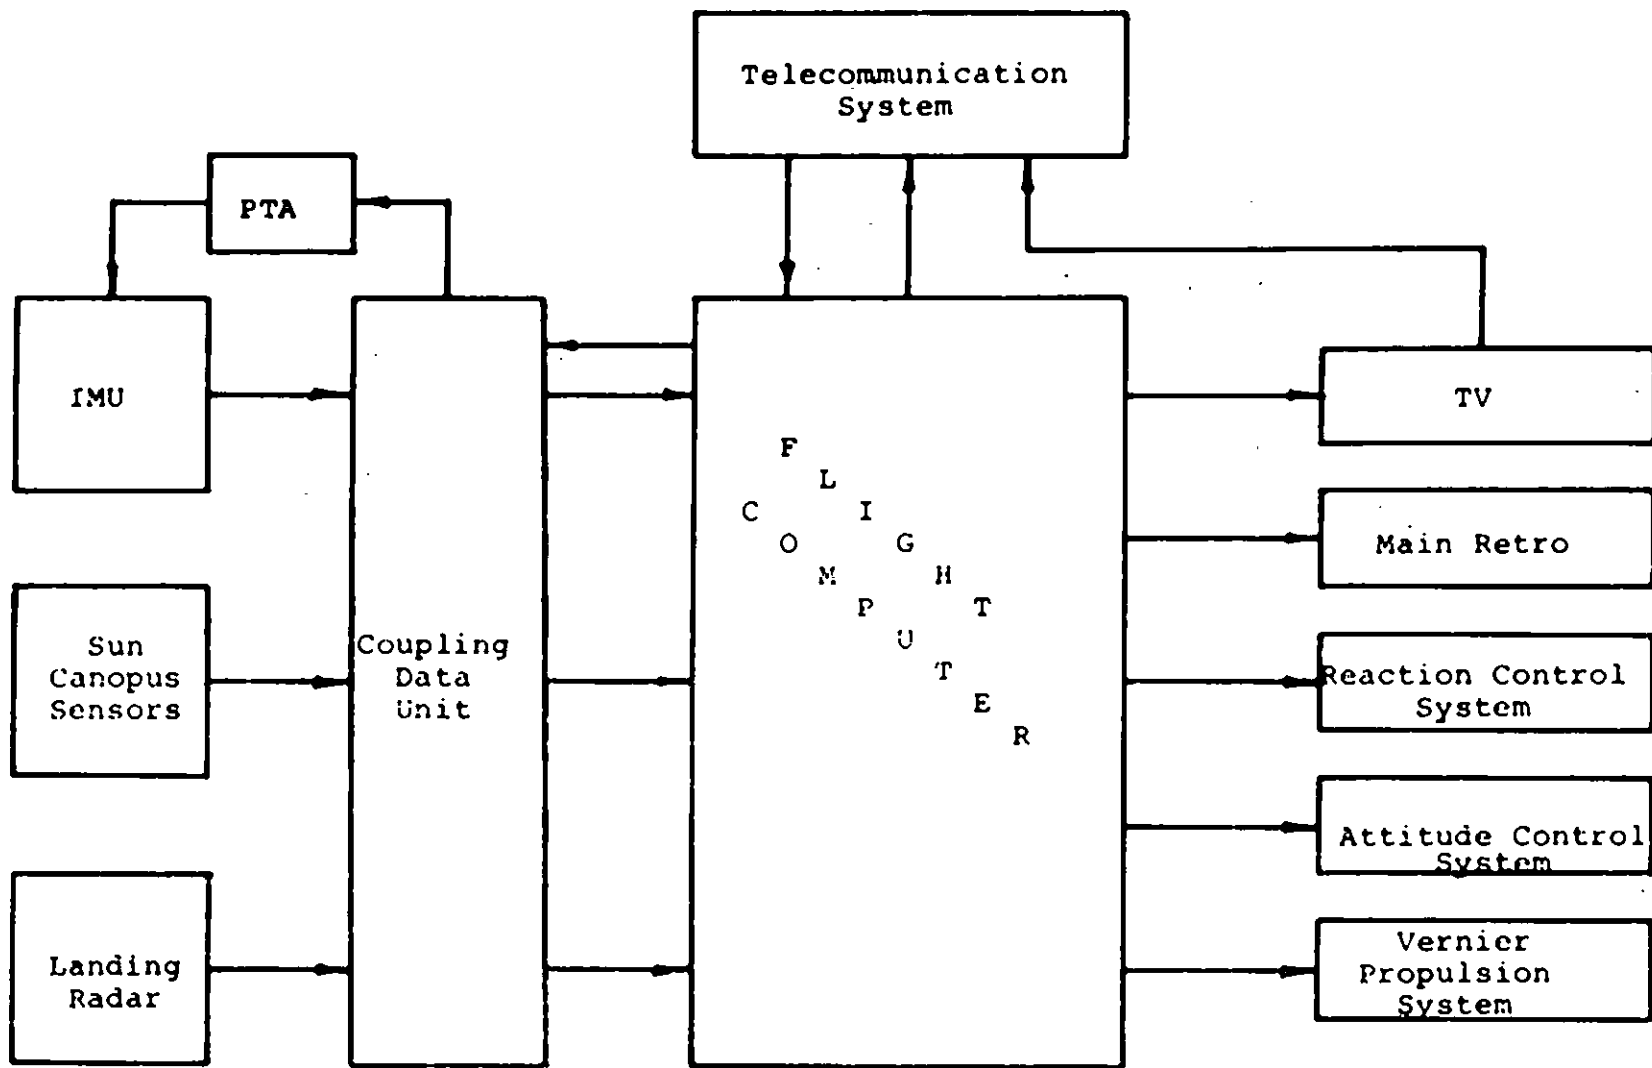 Telecommunication
System
PTA
IMU
TV
FLIGHT
COMPUTER
Main Retro
Sun
Canopus
Sensors
Coupling
Data
Unit
Reaction Control
System
Attitude Control
System
Landing
Radar
Vernier
Propulsion
System